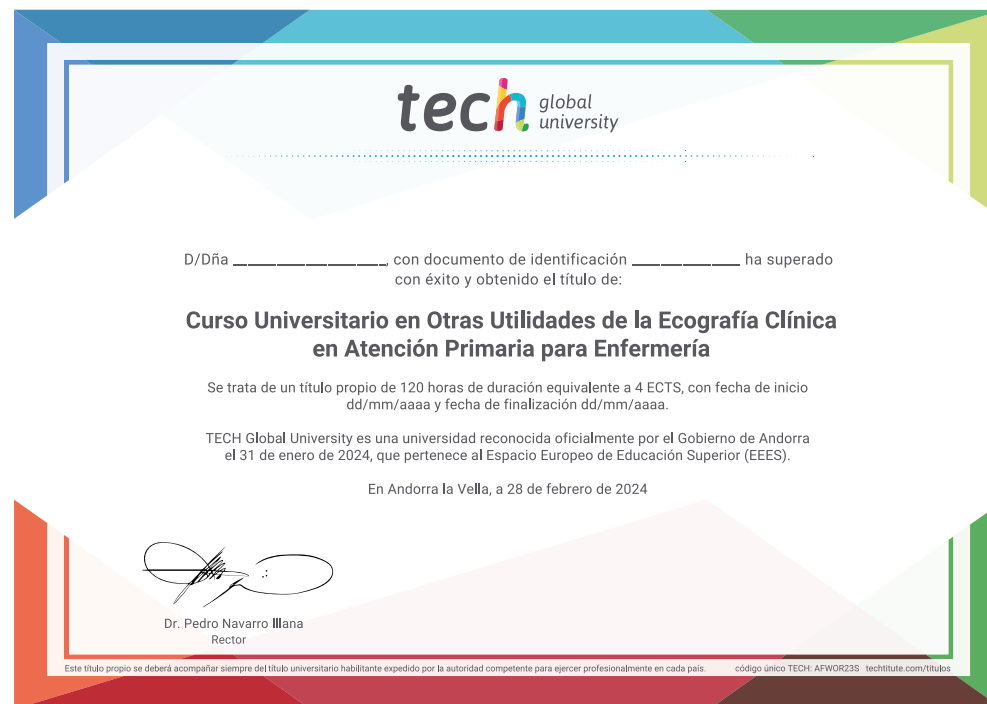 tech global university
D/Dña ______________________, con documento de identificación ________________ ha superado
con éxito y obtenido el título de:
Curso Universitario en Otras Utilidades de la Ecografía Clínica
en Atención Primaria para Enfermería
Se trata de un título propio de 120 horas de duración equivalente a 4 ECTS, con fecha de inicio
dd/mm/aaaa y fecha de finalización dd/mm/aaaa.
TECH Global University es una universidad reconocida oficialmente por el Gobierno de Andorra
el 31 de enero de 2024, que pertenece al Espacio Europeo de Educación Superior (EEES).
En Andorra la Vella, a 28 de febrero de 2024
Dr. Pedro Navarro Illana
Rector
Este título propio se deberá acompañar siempre del título universitario habilitante expedido por la autoridad competente para ejercer profesionalmente en cada país. código único TECH: AFWOR23S techtitute.com/titulos